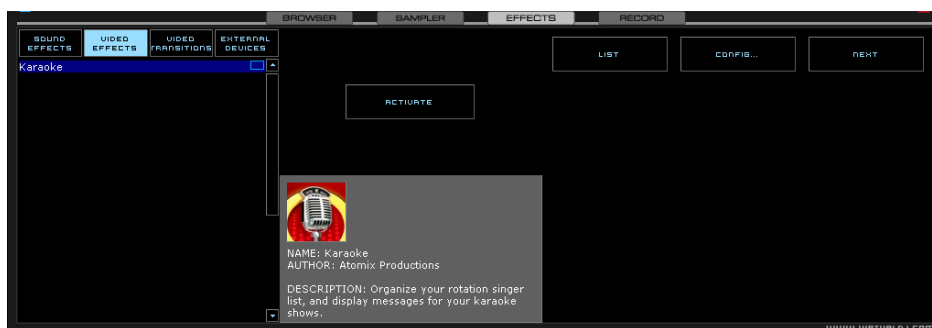 BROWSER SAMPLER EFFECTS RECORD
SOUND EFFECTS
VIDEO EFFECTS
VIDEO TRANSITIONS
EXTERNAL DEVICES
Karaoke
LIST
CONFIG...
NEXT
ACTIVATE
NAME: Karaoke
AUTHOR: Atomix Productions
DESCRIPTION: Organize your rotation singer
list, and display messages for your karaoke
shows.